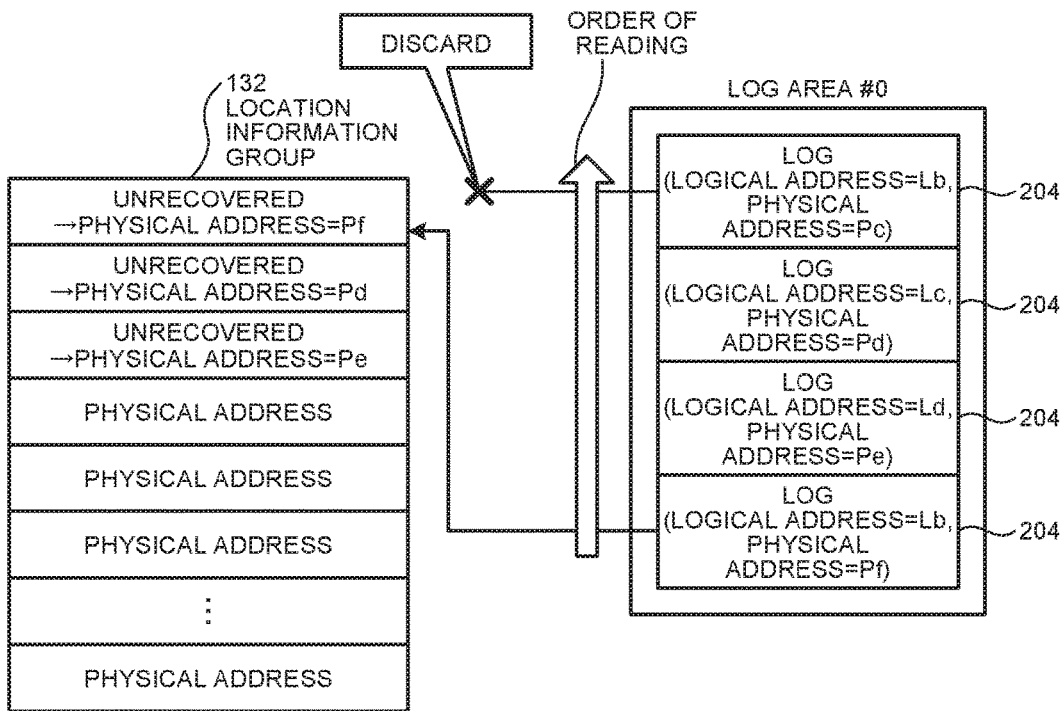 DISCARD
ORDER OF
READING
132
LOCATION
INFORMATION
GROUP
UNRECOVERED
→PHYSICAL ADDRESS=Pf
UNRECOVERED
→PHYSICAL ADDRESS=Pd
UNRECOVERED
→PHYSICAL ADDRESS=Pe
PHYSICAL ADDRESS
PHYSICAL ADDRESS
PHYSICAL ADDRESS
⋮
PHYSICAL ADDRESS
LOG AREA #0
LOG
(LOGICAL ADDRESS=Lb,
PHYSICAL
ADDRESS=Pc)
204
LOG
(LOGICAL ADDRESS=Lc,
PHYSICAL
ADDRESS=Pd)
204
LOG
(LOGICAL ADDRESS=Ld,
PHYSICAL
ADDRESS=Pe)
204
LOG
(LOGICAL ADDRESS=Lb,
PHYSICAL
ADDRESS=Pf)
204